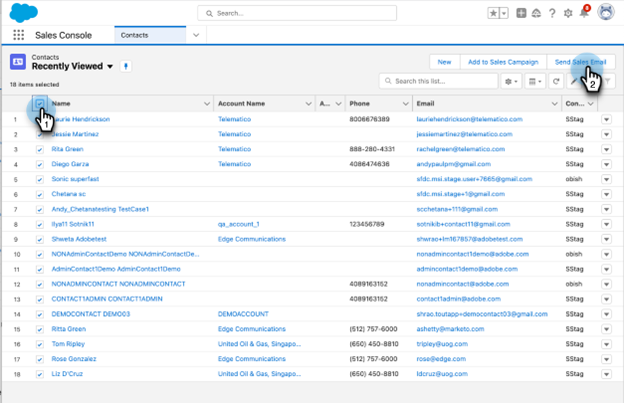 Search...
8
Sales Console
Contacts
Contacts
Recently Viewed
New
Add to Sales Campaign
Send Sales Email
18 items selected
Search this list...
2
Name
Account Name
A...
Phone
Email
Con...
1
1 Laurie Hendrickson Telematico 8006676389 lauriehendrickson@telematico.com SStag
2 Jessie Martinez Telematico jessiemartinez@telematico.com SStag
3 Rita Green Telematico 888-280-4331 rachelgreen@telematico.com SStag
4 Diego Garza Telematico 4086474636 andypaulpm@gmail.com SStag
5 Sonic superfast sfdc.msi.stage.user+7665@gmail.com obish
6 Chetana sc sfdc.msi.stage+1@gmail.com SStag
7 Andy_Chetanatesting TestCase1 scchetana+111@gmail.com SStag
8 Ilya11 Sotnik11 qa_account_1 123456789 sotnikib+contact11@gmail.com SStag
9 Shweta Adobetest Edge Communications shwrao+lm167857@adobetest.com SStag
10 NONAdminContactDemo NONAdminContactDe... nonadmincontact1demo@adobe.com obish
11 AdminContact1Demo AdminContact1Demo admincontact1demo@adobe.com SStag
12 NONADMINCONTACT NONADMINCONTACT 4089163152 nonadmincontact@adobe.com obish
13 CONTACT1ADMIN CONTACT1ADMIN 4089163152 contact1admin@adobe.com SStag
14 DEMOCONTACT DEMO03 DEMOACCOUNT shrao.toutapp+democontact03@gmail.com SStag
15 Ritta Green Edge Communications (512) 757-6000 ashetty@marketo.com SStag
16 Tom Ripley United Oil & Gas, Singapo... (650) 450-8810 tripley@uog.com SStag
17 Rose Gonzalez Edge Communications (512) 757-6000 rose@edge.com SStag
18 Liz D'Cruz United Oil & Gas, Singapo... (650) 450-8810 ldcruz@uog.com SStag